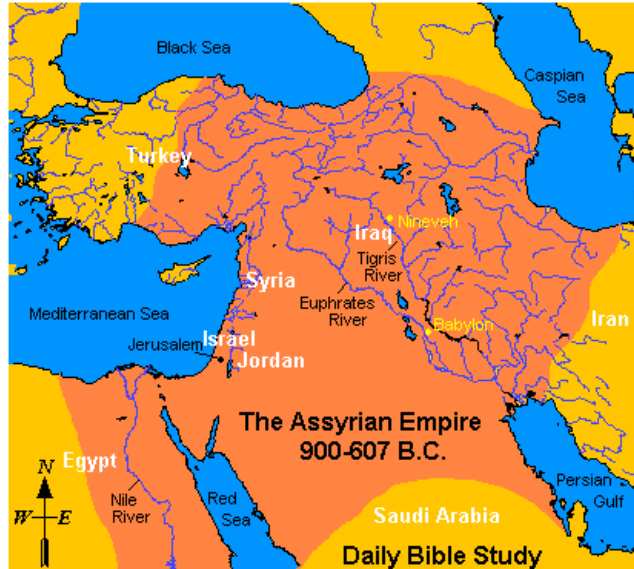 Black Sea
Caspian
Sea
Turkey
Nineveh
Iraq
Tigris
River
Syria
Euphrates
River
Mediterranean Sea
Babylon
Iran
Israel
Jerusalem
Jordan
The Assyrian Empire
900-607 B.C.
Egypt
N
W
E
Nile
River
Red
Sea
Persian
Gulf
Saudi Arabia
Daily Bible Study